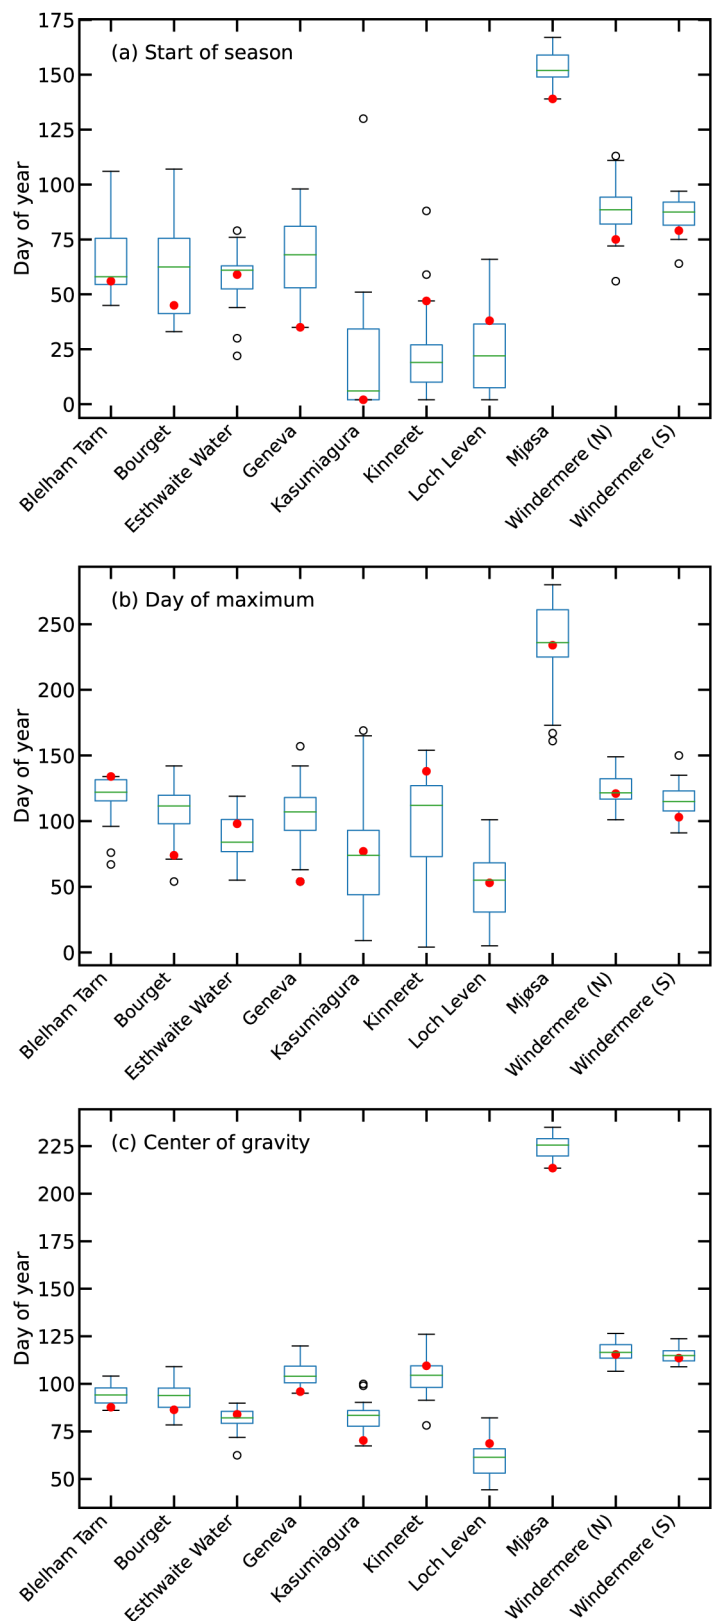 (a) Start of season
Day of year
175
150
125
100
75
50
25
0
Blelham Tarn
Bourget
Esthwaite Water
Geneva
Kasumiagura
Kinneret
Loch Leven
Mjøsa
Windermere (N)
Windermere (S)
(b) Day of maximum
Day of year
250
200
150
100
50
0
Blelham Tarn
Bourget
Esthwaite Water
Geneva
Kasumiagura
Kinneret
Loch Leven
Mjøsa
Windermere (N)
Windermere (S)
(c) Center of gravity
Day of year
225
200
175
150
125
100
75
50
Blelham Tarn
Bourget
Esthwaite Water
Geneva
Kasumiagura
Kinneret
Loch Leven
Mjøsa
Windermere (N)
Windermere (S)